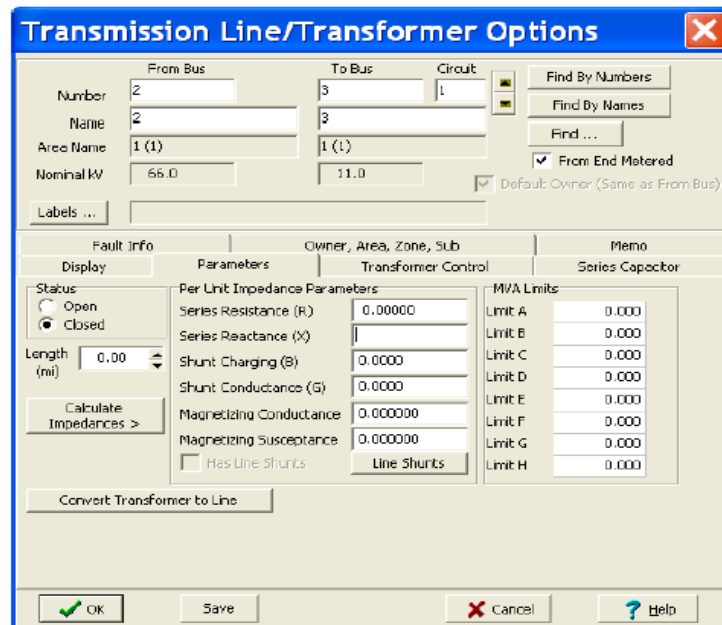 Transmission Line/Transformer Options
From Bus To Bus Circuit
Number 2 3 1 Find By Numbers
Name 2 3 Find By Names
Area Name 1 (1) 1 (1) Find ...
From End Metered
Nominal kV 66.0 11.0
Default Owner (Same as From Bus)
Labels ...
Fault Info Owner, Area, Zone, Sub Memo
Display Parameters Transformer Control Series Capacitor
Status
Open
Closed
Length (mi) 0.00
Calculate
Impedances >
Per Unit Impedance Parameters
Series Resistance (R) 0.00000
Series Reactance (X)
Shunt Charging (B) 0.0000
Shunt Conductance (G) 0.0000
Magnetizing Conductance 0.000000
Magnetizing Susceptance 0.000000
Has Line Shunts Line Shunts
MVA Limits
Limit A 0.000
Limit B 0.000
Limit C 0.000
Limit D 0.000
Limit E 0.000
Limit F 0.000
Limit G 0.000
Limit H 0.000
Convert Transformer to Line
OK Save Cancel ? Help